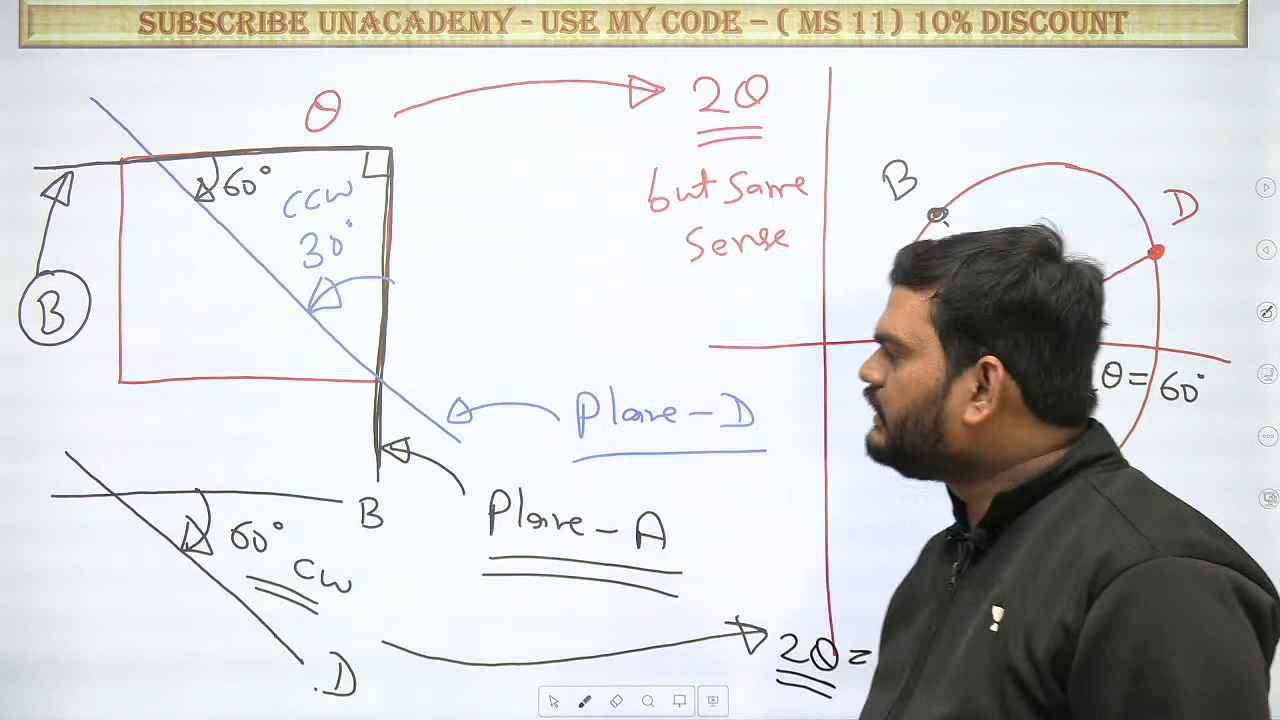 SUBSCRIBE UNACADEMY - USE MY CODE – ( MS 11) 10% DISCOUNT
θ
2θ
but same
sense
60°
CCW
30°
B
B
D
θ = 60°
Plane-D
Plane-A
B
60°
CW
D
2θ =